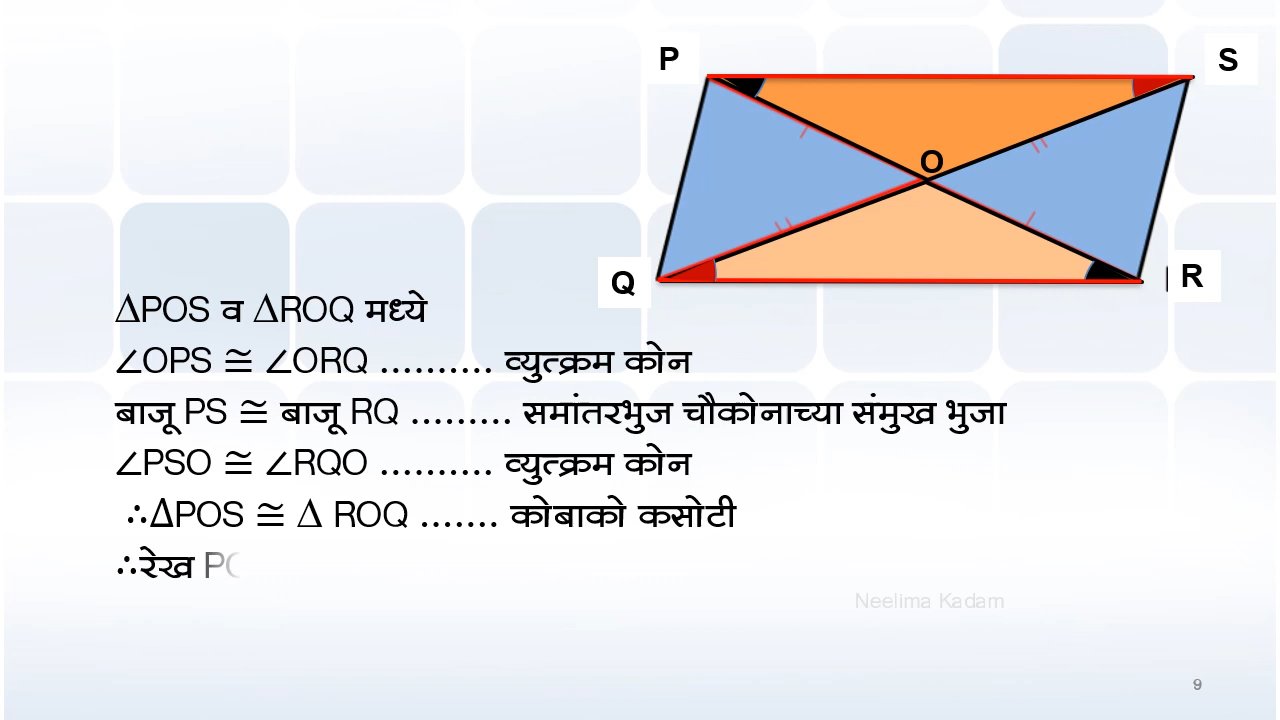 P
S
O
Q
R
ΔPOS व ΔROQ मध्ये
∠OPS ≅ ∠ORQ .......... व्युत्क्रम कोन
बाजू PS ≅ बाजू RQ ......... समांतरभुज चौकोनाच्या संमुख भुजा
∠PSO ≅ ∠RQO .......... व्युत्क्रम कोन
∴ΔPOS ≅ Δ ROQ ....... कोबाको कसोटी
∴रेख P
Neelima Kadam
9